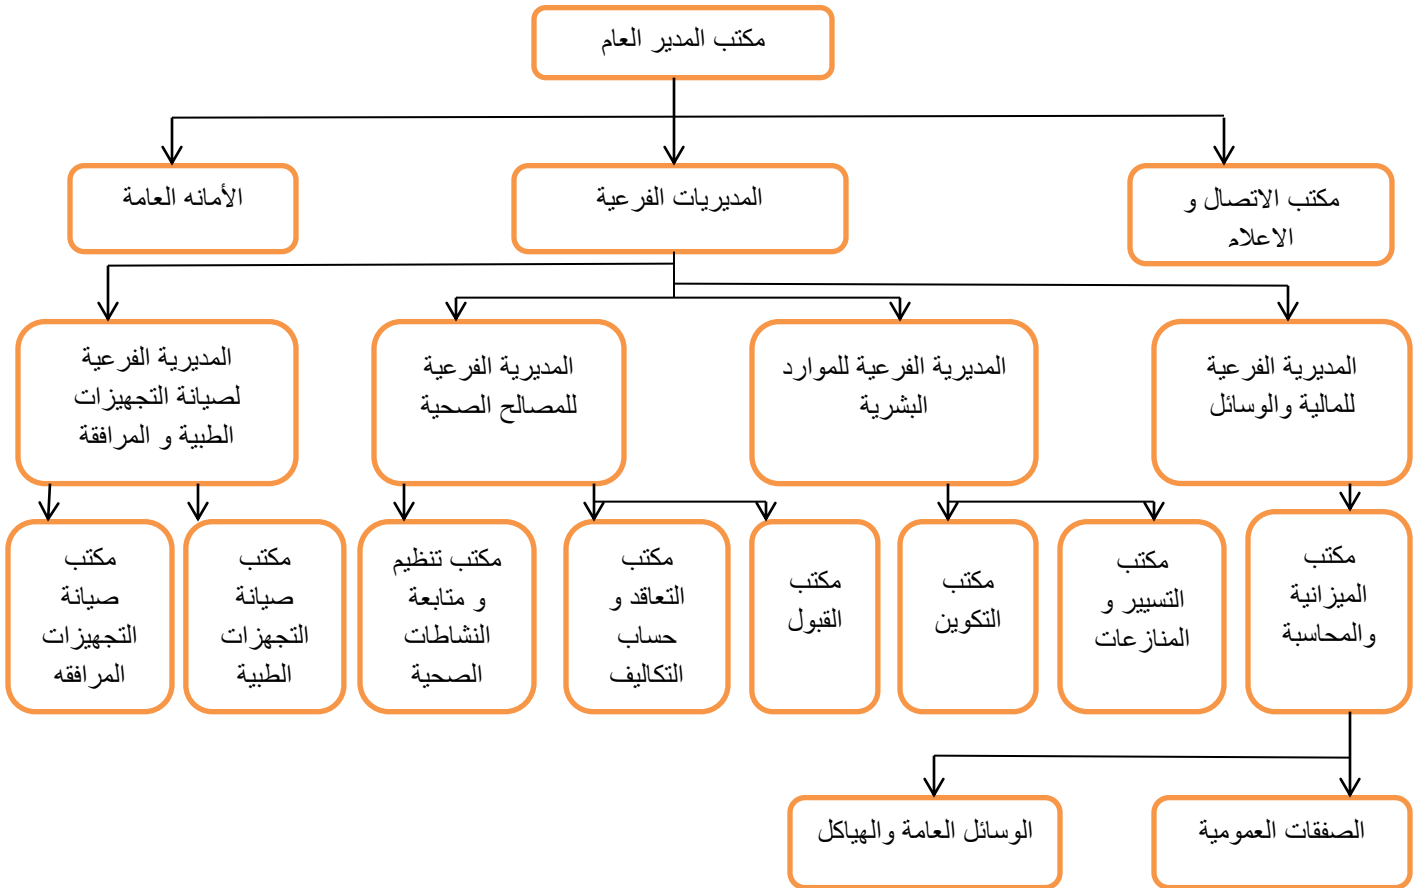 مكتب المدير العام
مكتب الاتصال و
الاعلام
المديريات الفرعية
الأمانه العامة
المديرية الفرعية
للمالية والوسائل
المديرية الفرعية للموارد
البشرية
المديرية الفرعية
للمصالح الصحية
المديرية الفرعية
لصيانة التجهيزات
الطبية و المرافقة
مكتب
الميزانية
والمحاسبة
مكتب
التسيير و
المنازعات
مكتب
التكوين
مكتب
القبول
مكتب
التعاقد و
حساب
التكاليف
مكتب تنظيم
و متابعة
النشاطات
الصحية
مكتب
صيانة
التجهزات
الطبية
مكتب
صيانة
التجهيزات
المرافقه
الصفقات العمومية
الوسائل العامة والهياكل